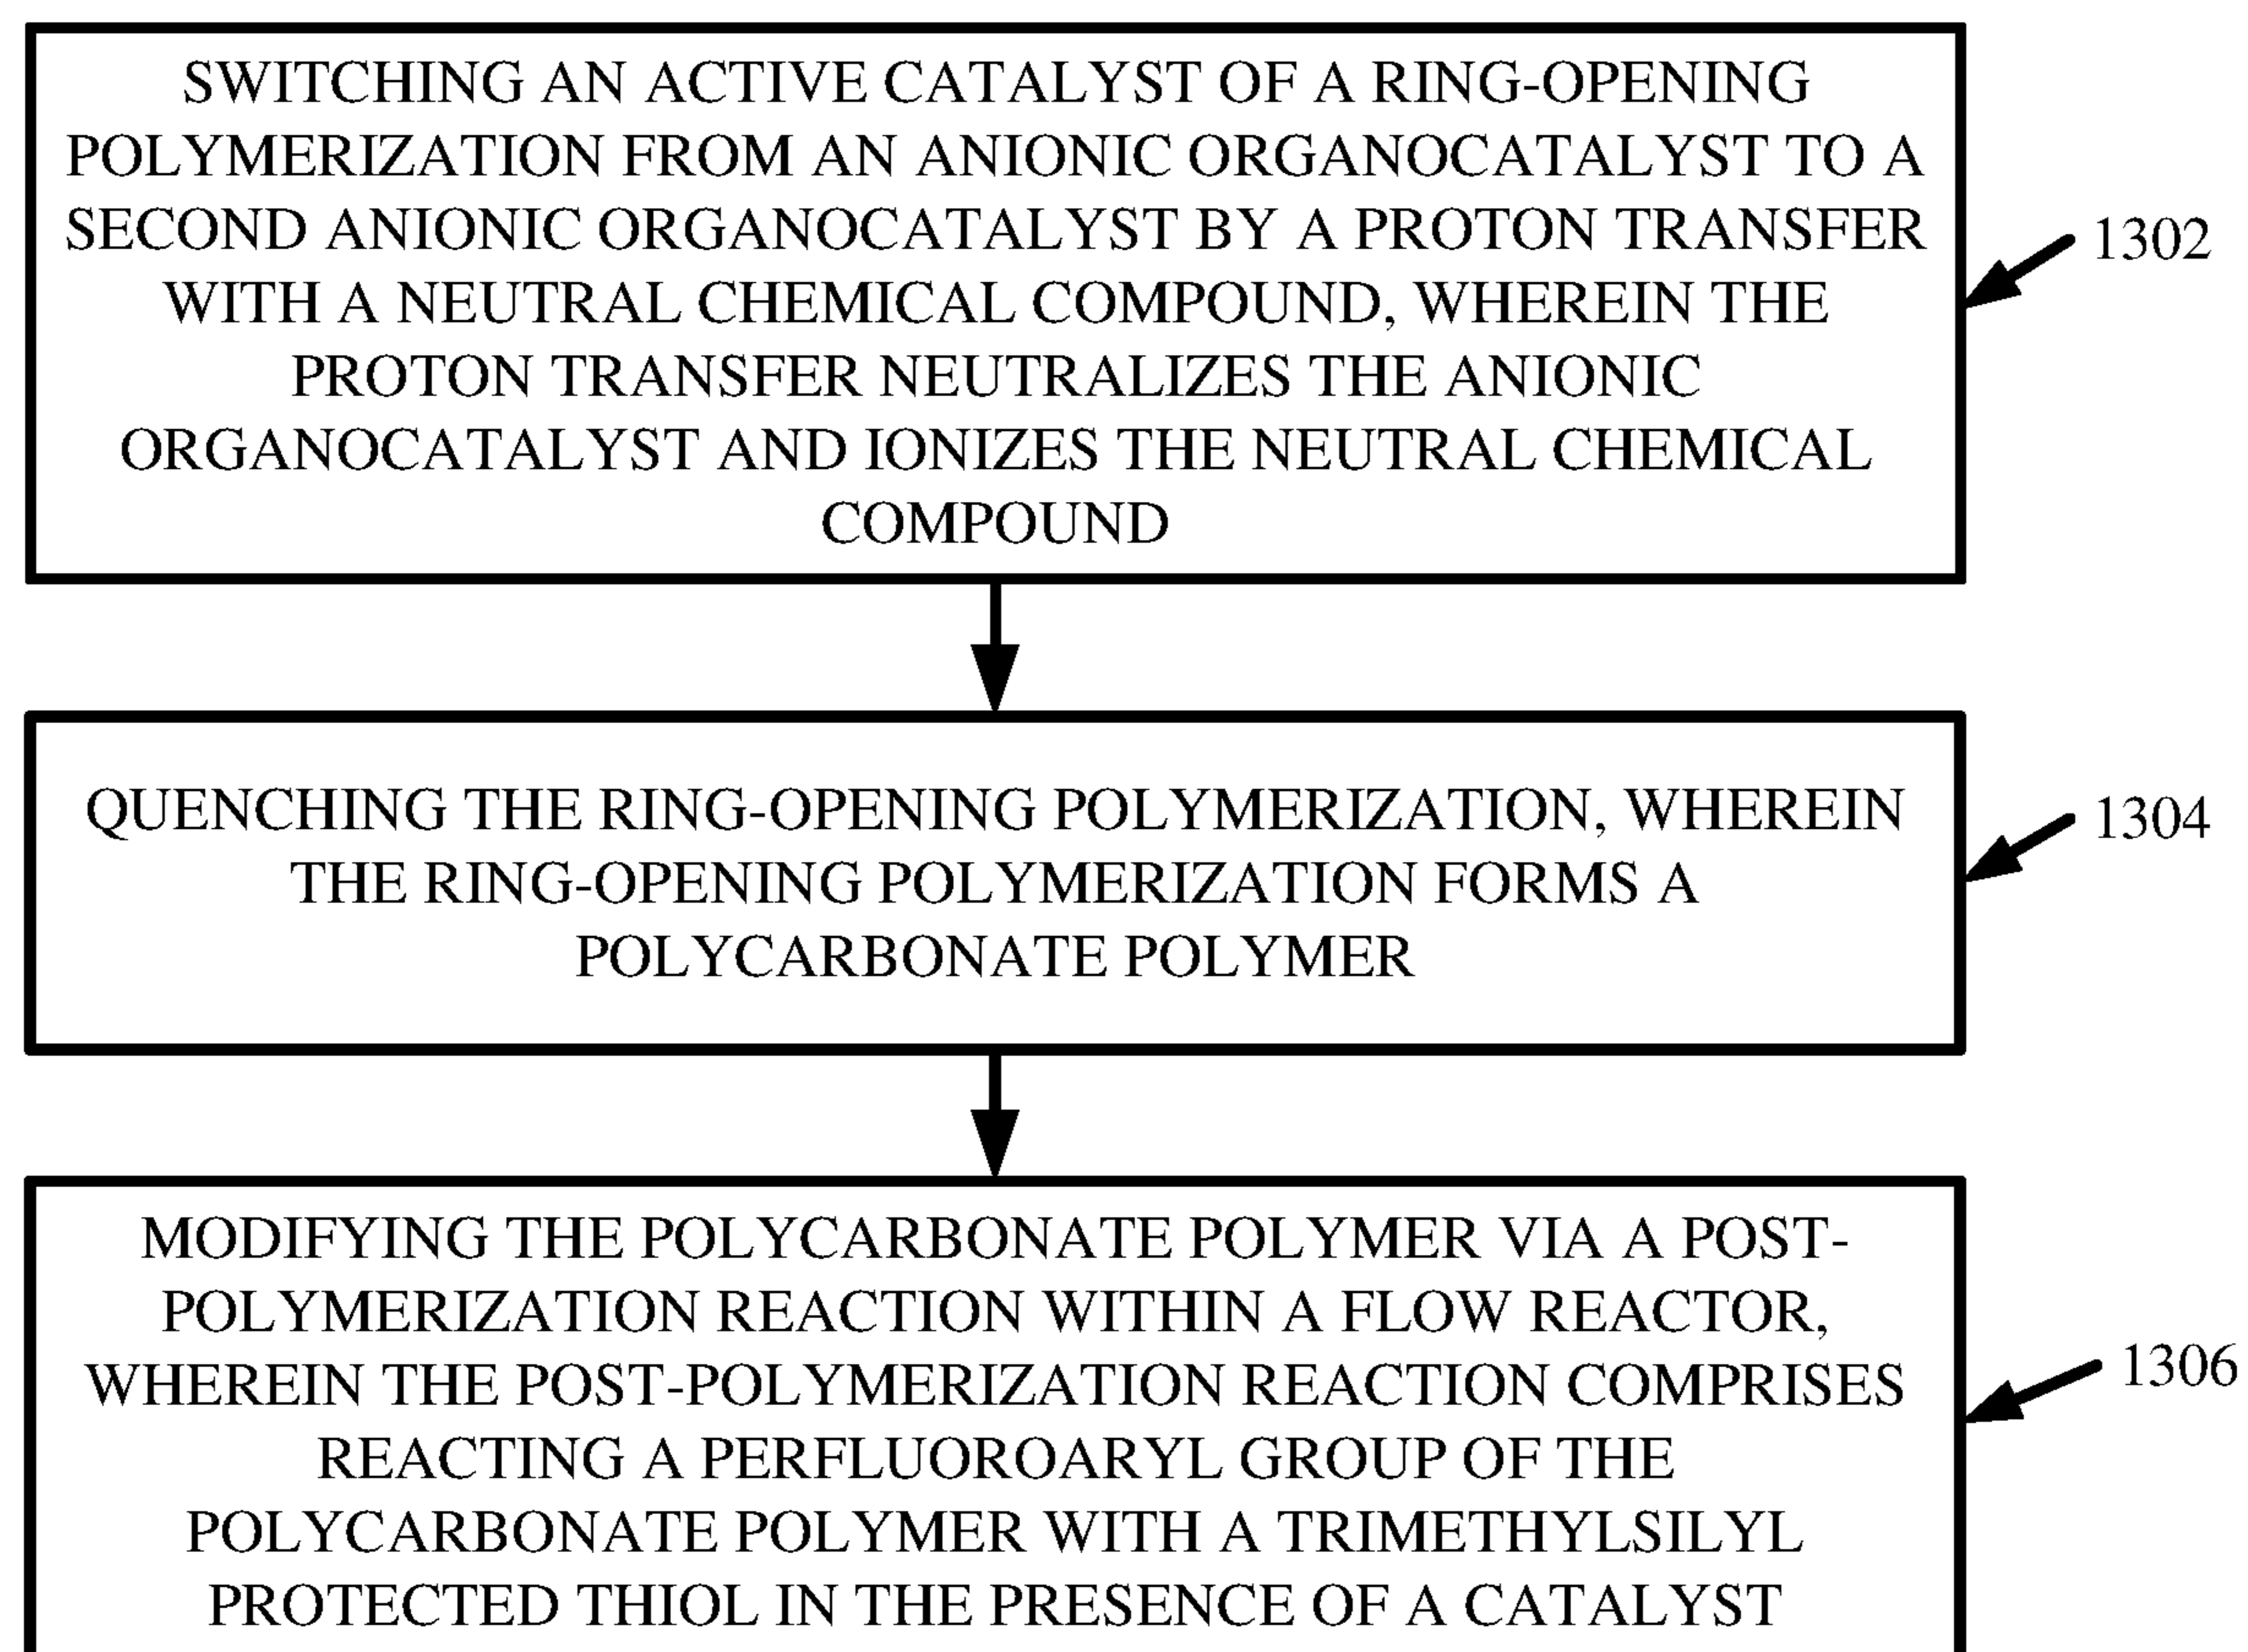 SWITCHING AN ACTIVE CATALYST OF A RING-OPENING
POLYMERIZATION FROM AN ANIONIC ORGANOCATALYST TO A
SECOND ANIONIC ORGANOCATALYST BY A PROTON TRANSFER
WITH A NEUTRAL CHEMICAL COMPOUND, WHEREIN THE
PROTON TRANSFER NEUTRALIZES THE ANIONIC
ORGANOCATALYST AND IONIZES THE NEUTRAL CHEMICAL
COMPOUND
1302
QUENCHING THE RING-OPENING POLYMERIZATION, WHEREIN
THE RING-OPENING POLYMERIZATION FORMS A
POLYCARBONATE POLYMER
1304
MODIFYING THE POLYCARBONATE POLYMER VIA A POST-
POLYMERIZATION REACTION WITHIN A FLOW REACTOR,
WHEREIN THE POST-POLYMERIZATION REACTION COMPRISES
REACTING A PERFLUOROARYL GROUP OF THE
POLYCARBONATE POLYMER WITH A TRIMETHYLSILYL
PROTECTED THIOL IN THE PRESENCE OF A CATALYST
1306